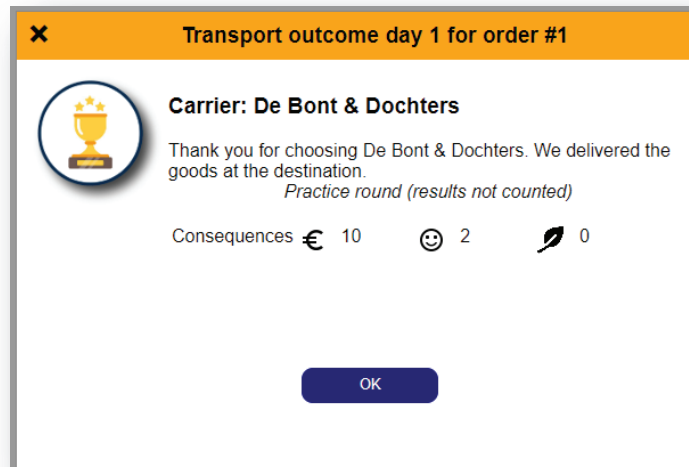 Transport outcome day 1 for order #1
Carrier: De Bont & Dochters
Thank you for choosing De Bont & Dochters. We delivered the
goods at the destination.
Practice round (results not counted)
Consequences € 10 2 0
OK